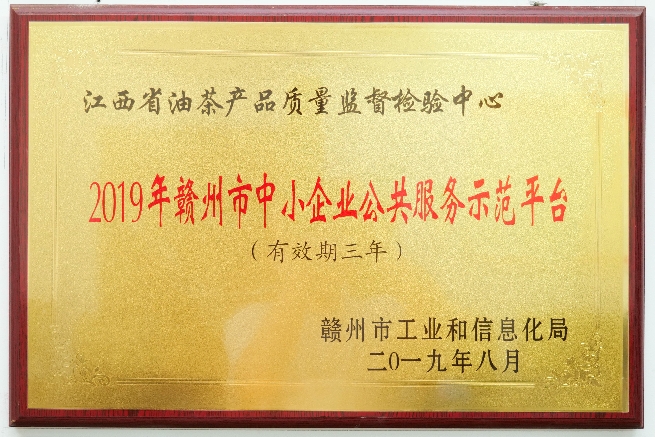 江西省油茶产品质量监督检验中心
2019年赣州市中小企业公共服务示范平台
（有效期三年）
赣州市工业和信息化局
二〇一九年八月